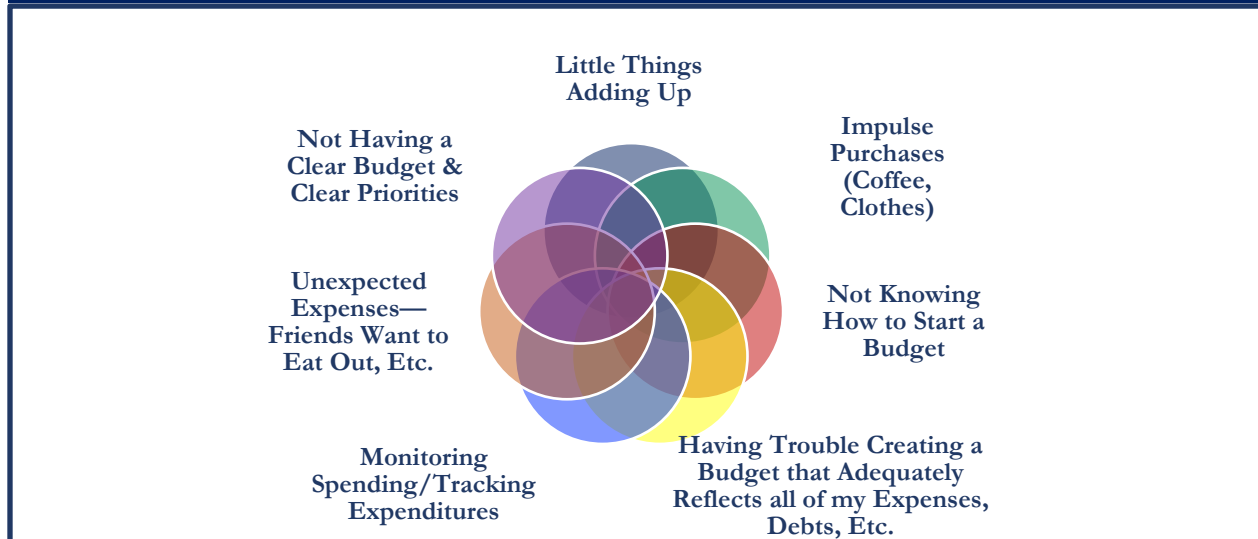 Little Things
Adding Up
Impulse
Purchases
(Coffee,
Clothes)
Not Knowing
How to Start a
Budget
Having Trouble Creating a
Budget that Adequately
Reflects all of my Expenses,
Debts, Etc.
Monitoring
Spending/Tracking
Expenditures
Unexpected
Expenses—
Friends Want to
Eat Out, Etc.
Not Having a
Clear Budget &
Clear Priorities